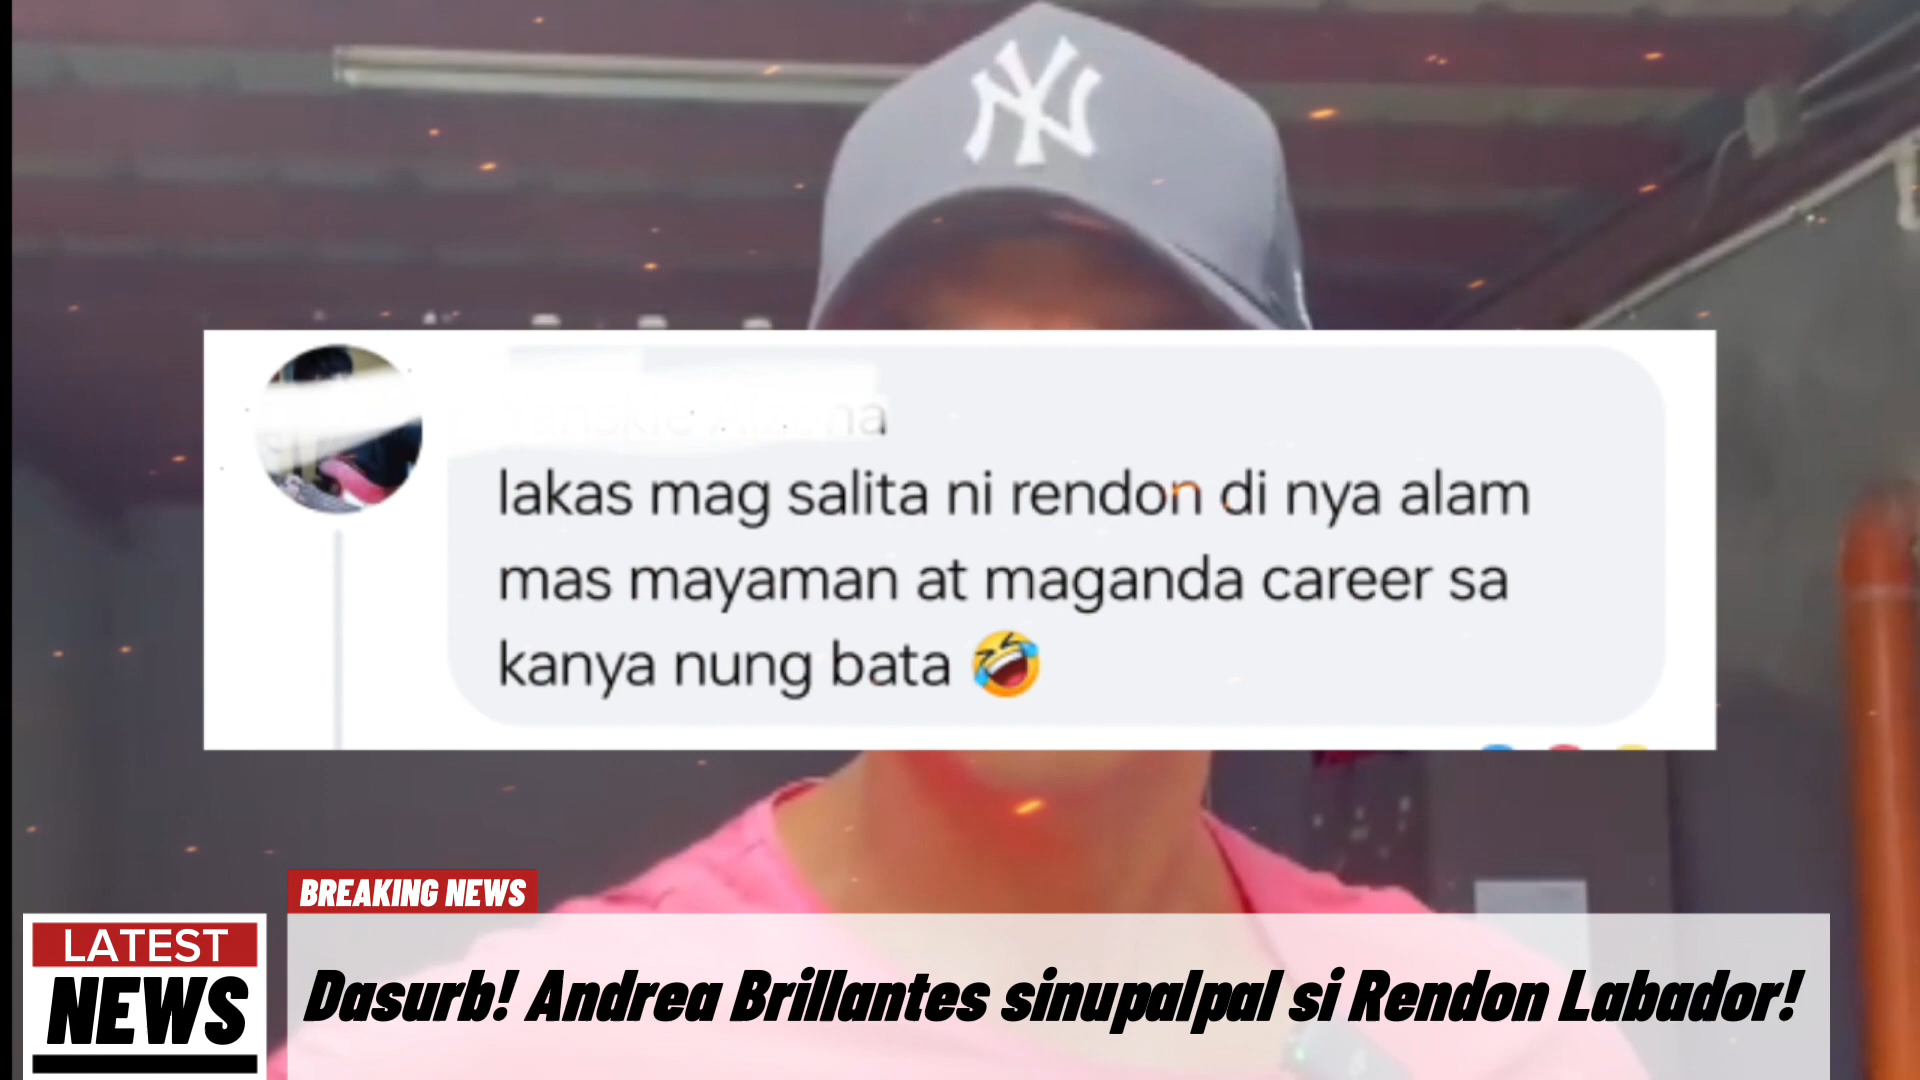 NY
lakas mag salita ni rendon di nya alam
mas mayaman at maganda career sa
kanya nung bata 🤣
BREAKING NEWS
LATEST
NEWS
Dasurb! Andrea Brillantes sinupalpal si Rendon Labador!